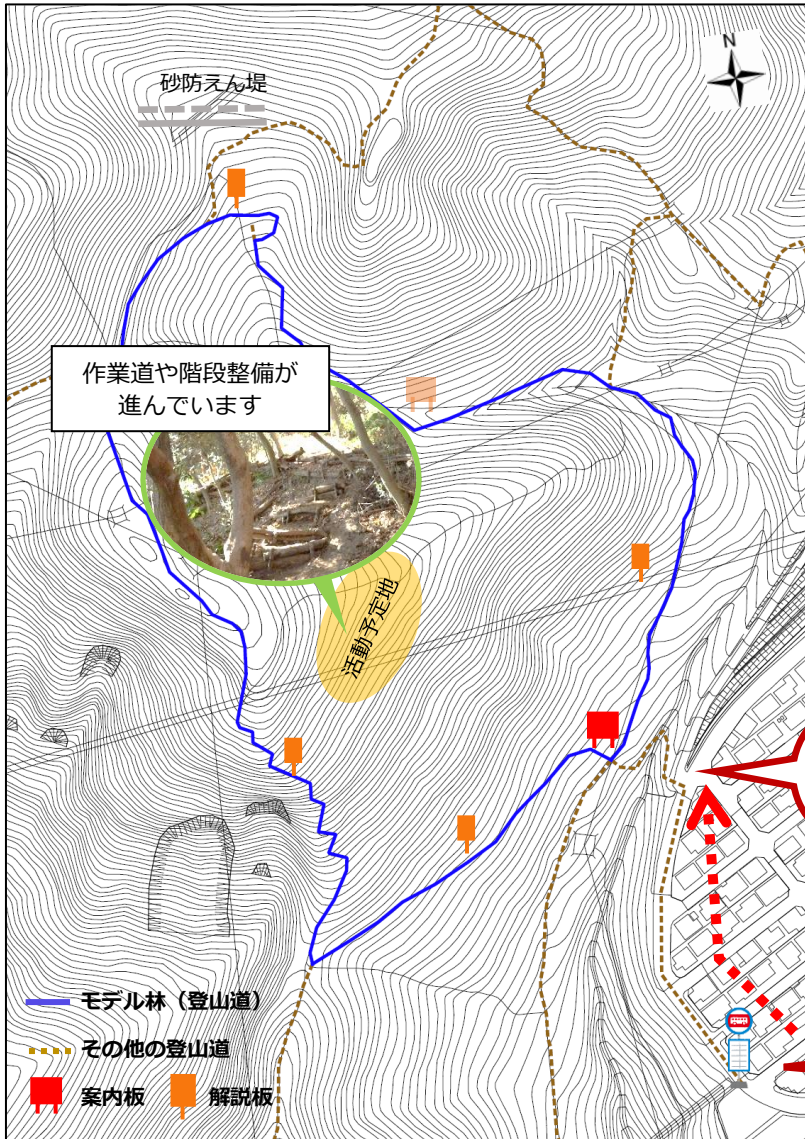 N
砂防えん堤
作業道や階段整備が
進んでいます
活動予定地
モデル林（登山道）
その他の登山道
案内板
解説板